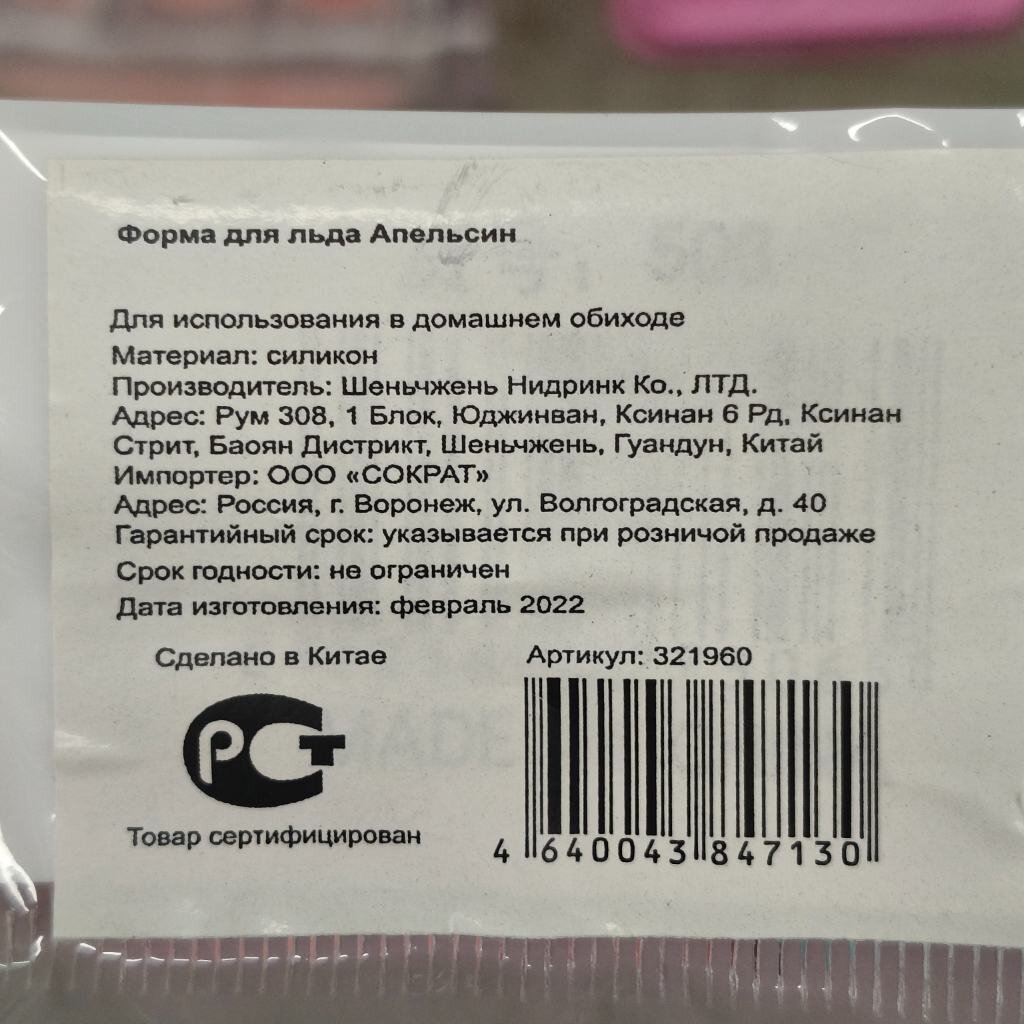 Форма для льда Апельсин
Для использования в домашнем обиходе
Материал: силикон
Производитель: Шеньчжень Нидринк Ко., ЛТД.
Адрес: Рум 308, 1 Блок, Юджинван, Ксинан 6 Рд, Ксинан
Стрит, Баоян Дистрикт, Шеньчжень, Гуандун, Китай
Импортер: ООО «СОКРАТ»
Адрес: Россия, г. Воронеж, ул. Волгоградская, д. 40
Гарантийный срок: указывается при розничой продаже
Срок годности: не ограничен
Дата изготовления: февраль 2022
Сделано в Китае
Артикул: 321960
РСТ
Товар сертифицирован
4 640043 847130